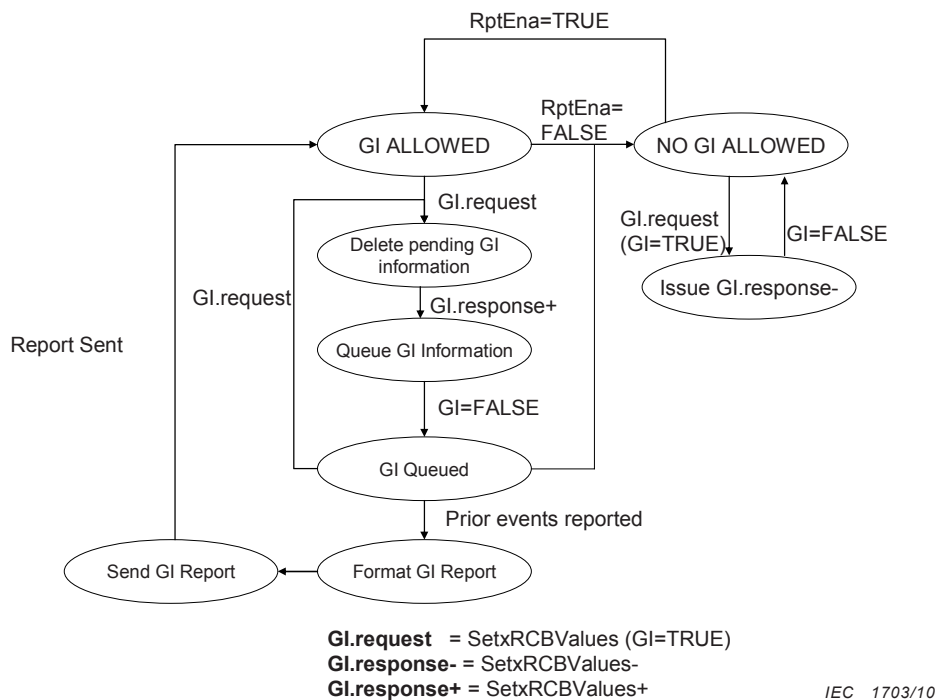 RptEna=TRUE
RptEna=
FALSE
GI ALLOWED
NO GI ALLOWED
GI.request
GI.request
(GI=TRUE)
GI=FALSE
Delete pending GI
information
Issue GI.response-
GI.request
GI.response+
Report Sent
Queue GI Information
GI=FALSE
GI Queued
Prior events reported
Send GI Report
Format GI Report
GI.request = SetxRCBValues (GI=TRUE)
GI.response- = SetxRCBValues-
GI.response+ = SetxRCBValues+
IEC 1703/10